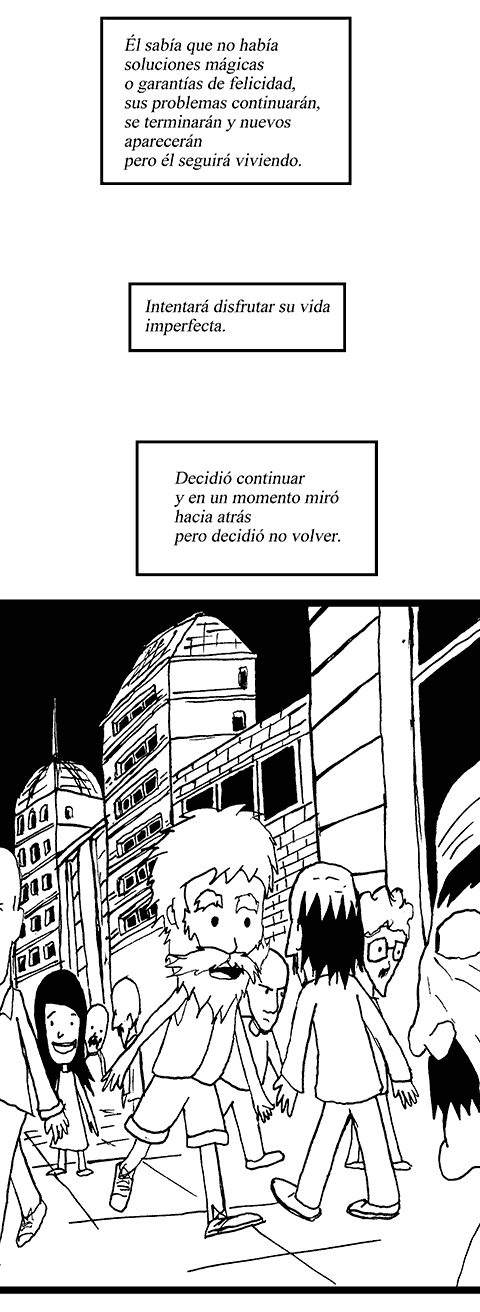 Él sabía que no había
soluciones mágicas
o garantías de felicidad,
sus problemas continuarán,
se terminarán y nuevos
aparecerán
pero él seguirá viviendo.
Intentará disfrutar su vida
imperfecta.
Decidió continuar
y en un momento miró
hacia atrás
pero decidió no volver.